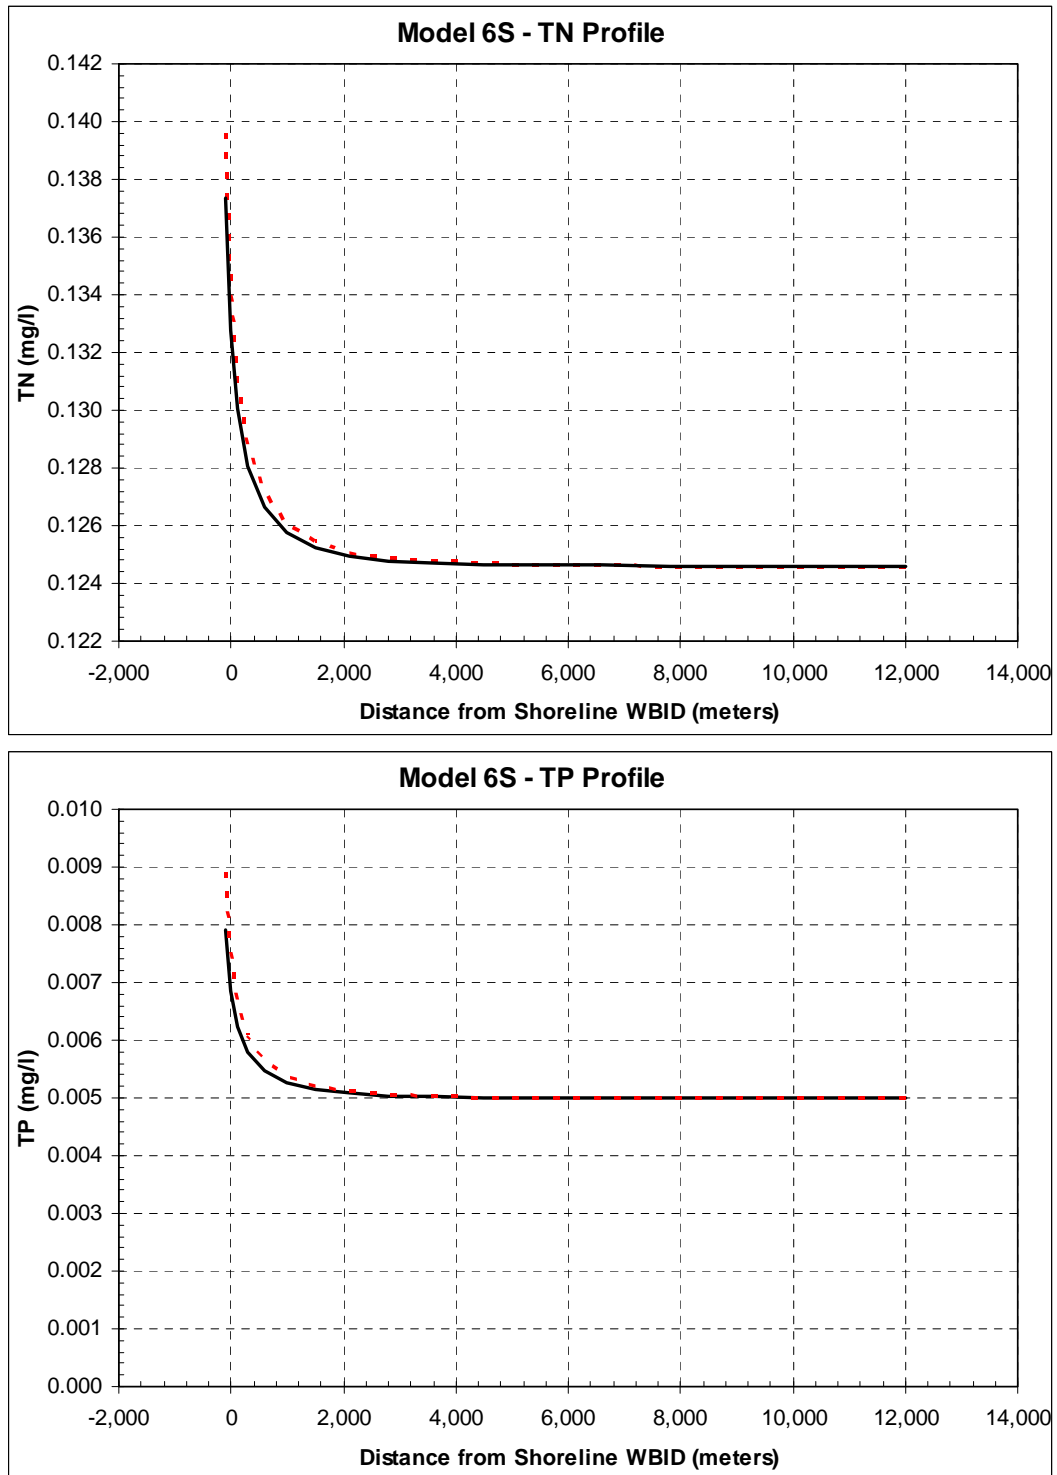 Model 6S - TN Profile
0.142
0.140
0.138
0.136
0.134
0.132
0.130
0.128
0.126
0.124
0.122
TN (mg/l)
-2,000 0 2,000 4,000 6,000 8,000 10,000 12,000 14,000
Distance from Shoreline WBID (meters)
Model 6S - TP Profile
0.010
0.009
0.008
0.007
0.006
0.005
0.004
0.003
0.002
0.001
0.000
TP (mg/l)
-2,000 0 2,000 4,000 6,000 8,000 10,000 12,000 14,000
Distance from Shoreline WBID (meters)